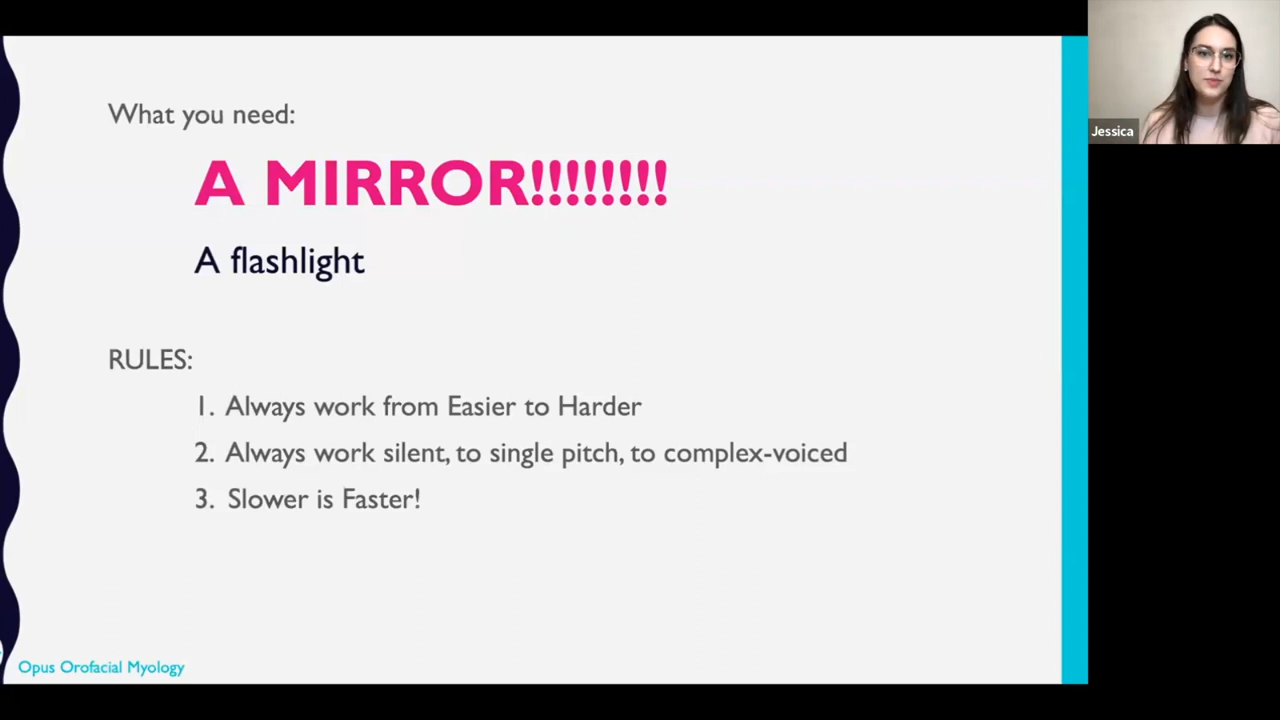 What you need:
A MIRROR!!!!!!!!
A flashlight
RULES:
1. Always work from Easier to Harder
2. Always work silent, to single pitch, to complex-voiced
3. Slower is Faster!
Opus Orofacial Myology
Jessica